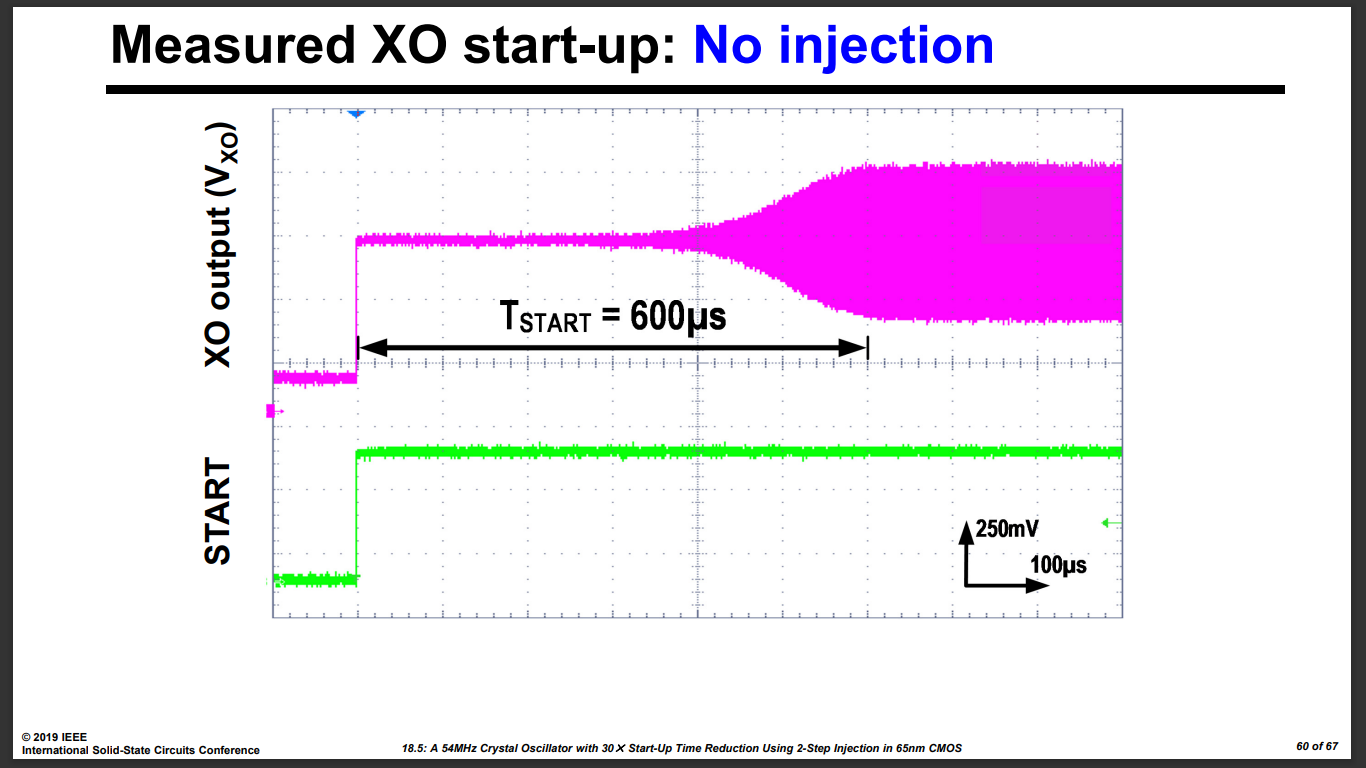 Measured XO start-up: No injection
XO output (VXO)
TSTART = 600µs
START
250mV
100µs
© 2019 IEEE
International Solid-State Circuits Conference
18.5: A 54MHz Crystal Oscillator with 30✕ Start-Up Time Reduction Using 2-Step Injection in 65nm CMOS
60 of 67